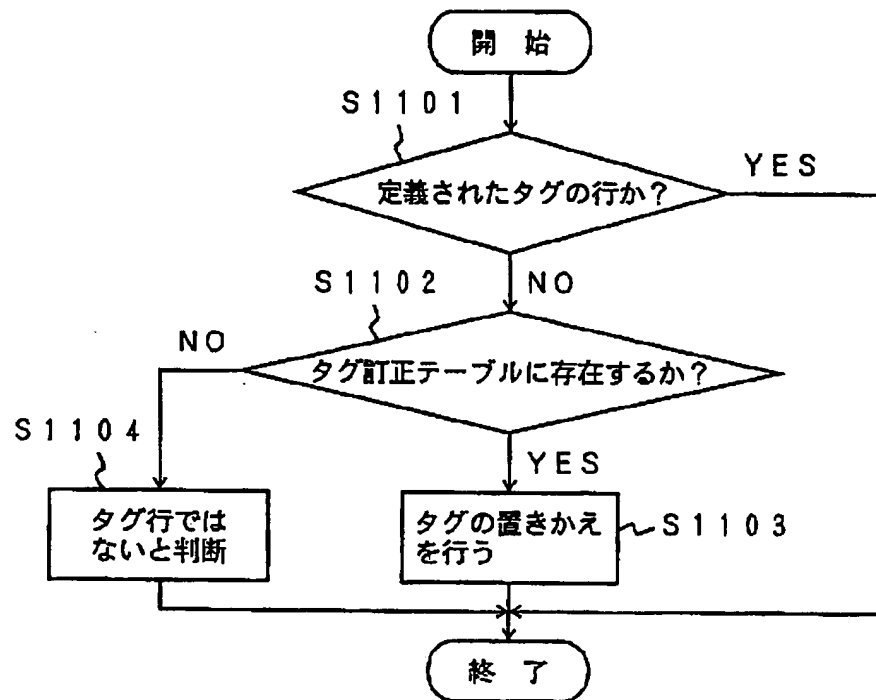 開 始
S1101
YES
定義されたタグの行か？
S1102
NO
NO
タグ訂正テーブルに存在するか？
S1104
YES
タグ行では
ないと判断
タグの置きかえ
を行う
S1103
終 了